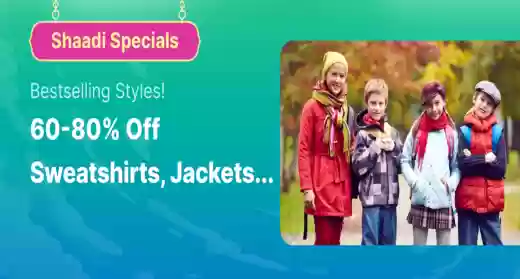 Shaadi Specials
Bestselling Styles!
60-80% Off
Sweatshirts, Jackets...